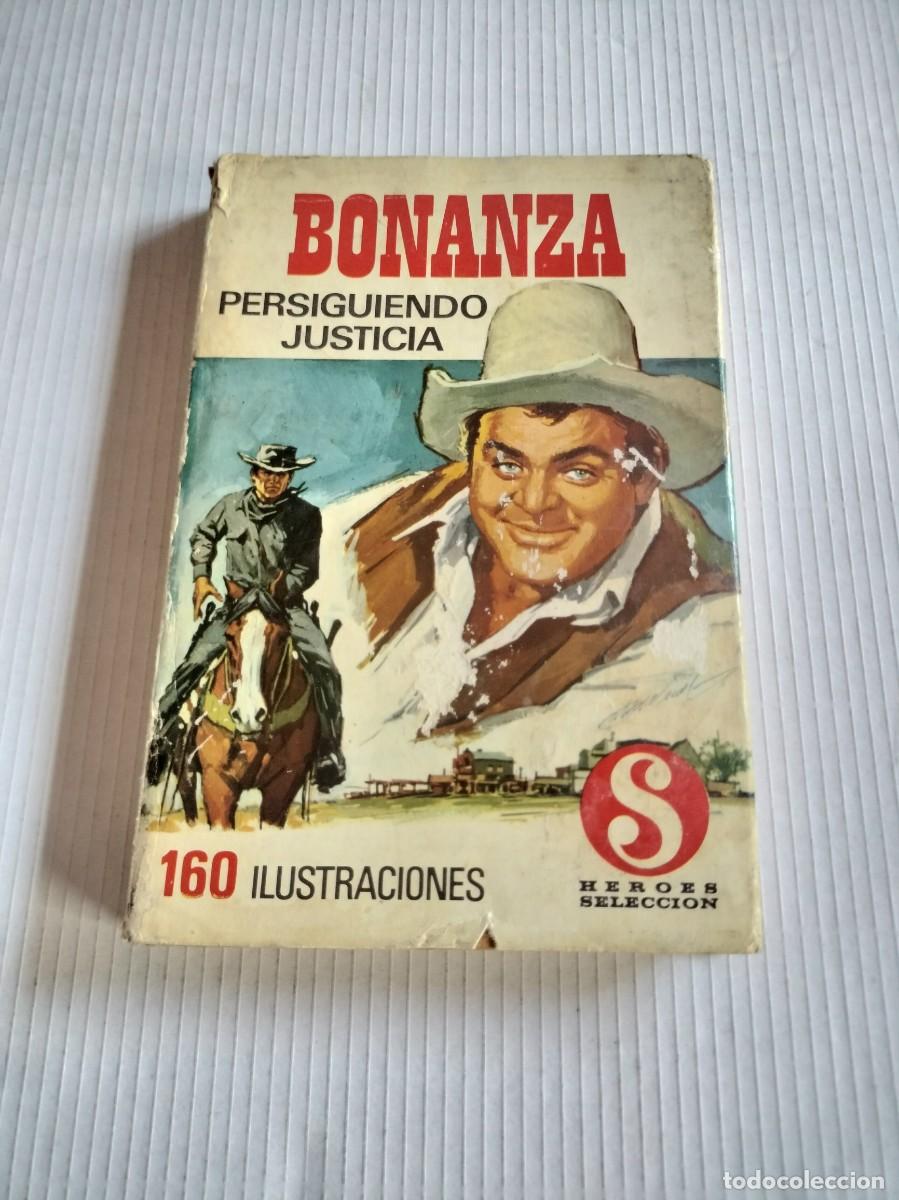 BONANZA
PERSIGUIENDO
JUSTICIA
S
HEROES
SELECCION
160 ILUSTRACIONES
todocoleccion